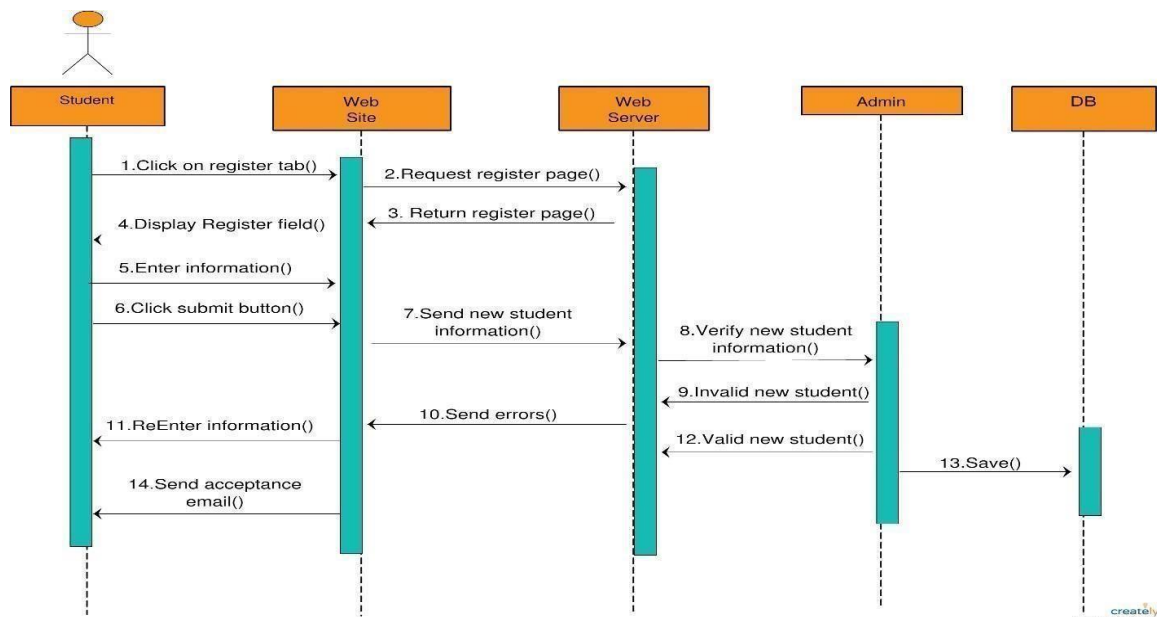 Student
Web
Site
Web
Server
Admin
DB
1.Click on register tab()
2.Request register page()
3. Return register page()
4.Display Register field()
5.Enter information()
6.Click submit button()
7.Send new student
information()
8.Verify new student
information()
9.Invalid new student()
10.Send errors()
11.ReEnter information()
12.Valid new student()
13.Save()
14.Send acceptance
email()
creately